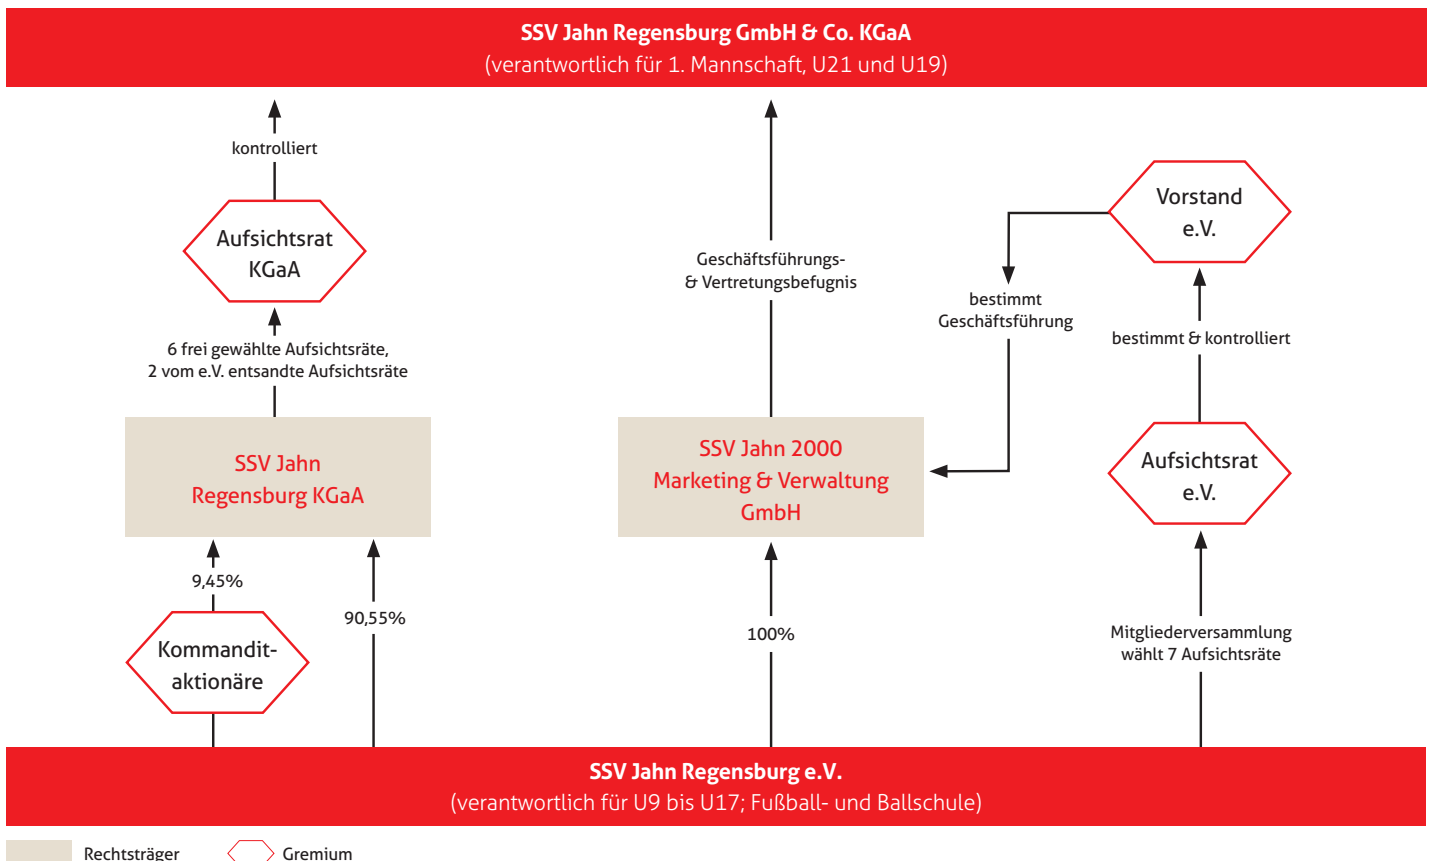 SSV Jahn Regensburg GmbH & Co. KGaA
(verantwortlich für 1. Mannschaft, U21 und U19)
kontrolliert
Aufsichtsrat
KGaA
6 frei gewählte Aufsichtsräte,
2 vom e.V. entsandte Aufsichtsräte
SSV Jahn
Regensburg KGaA
9,45%
90,55%
Kommandit-
aktionäre
Geschäftsführungs-
& Vertretungsbefugnis
SSV Jahn 2000
Marketing & Verwaltung
GmbH
100%
Vorstand
e.V.
bestimmt
Geschäftsführung
bestimmt & kontrolliert
Aufsichtsrat
e.V.
Mitgliederversammlung
wählt 7 Aufsichtsräte
SSV Jahn Regensburg e.V.
(verantwortlich für U9 bis U17; Fußball- und Ballschule)
Rechtsträger
Gremium